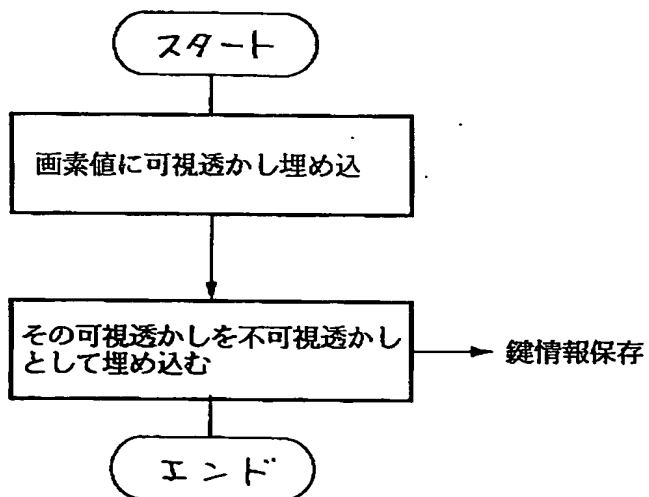 スタート
画素値に可視透かし埋め込
その可視透かしを不可視透かし
として埋め込む
鍵情報保存
エンド